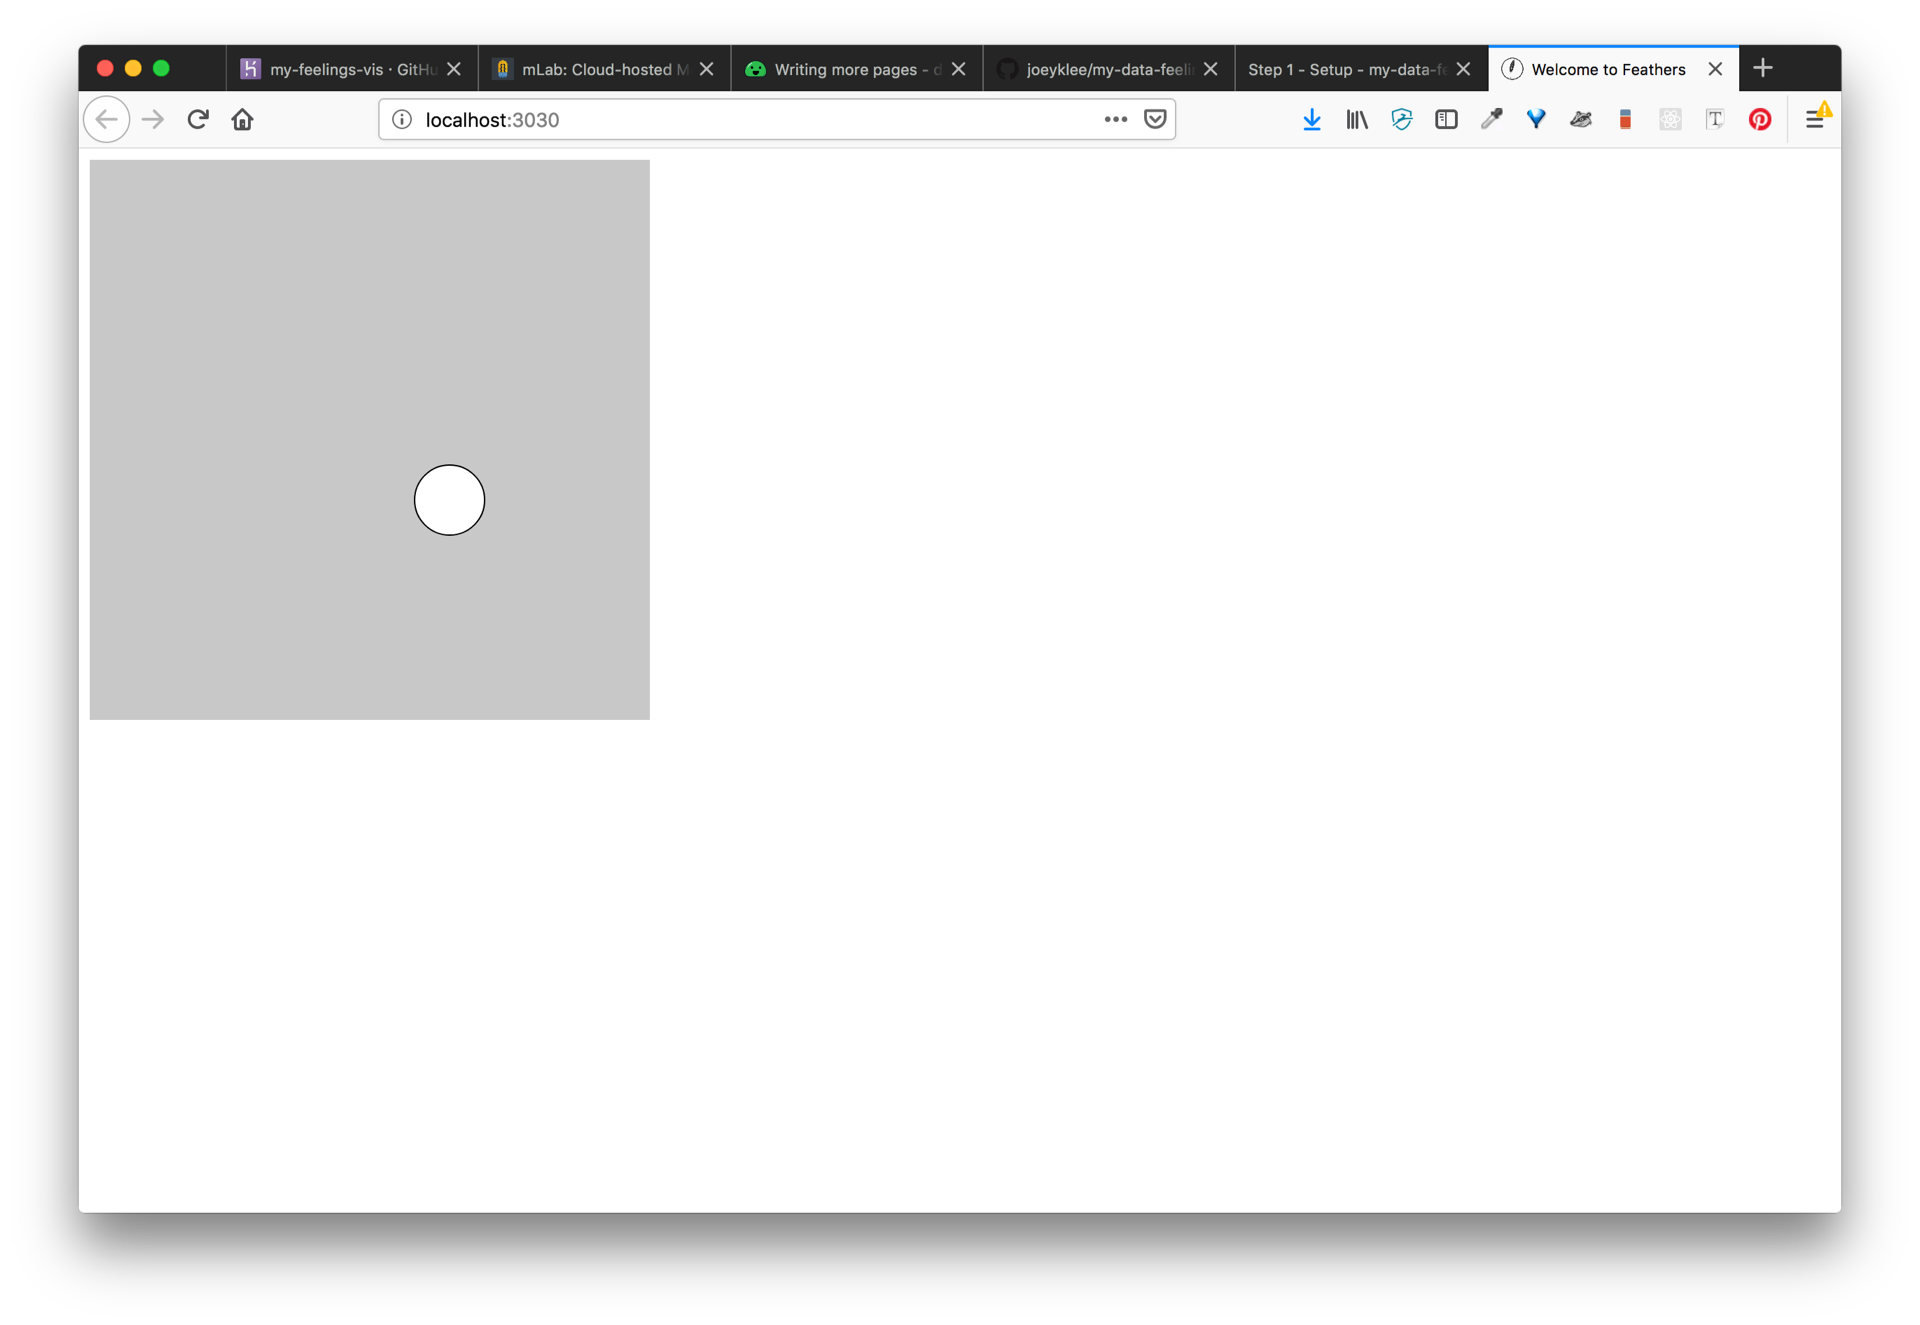 my-feelings-vis · GitHu
mLab: Cloud-hosted M
Writing more pages - d
joeyklee/my-data-feelin
Step 1 - Setup - my-data-fe
Welcome to Feathers
localhost:3030